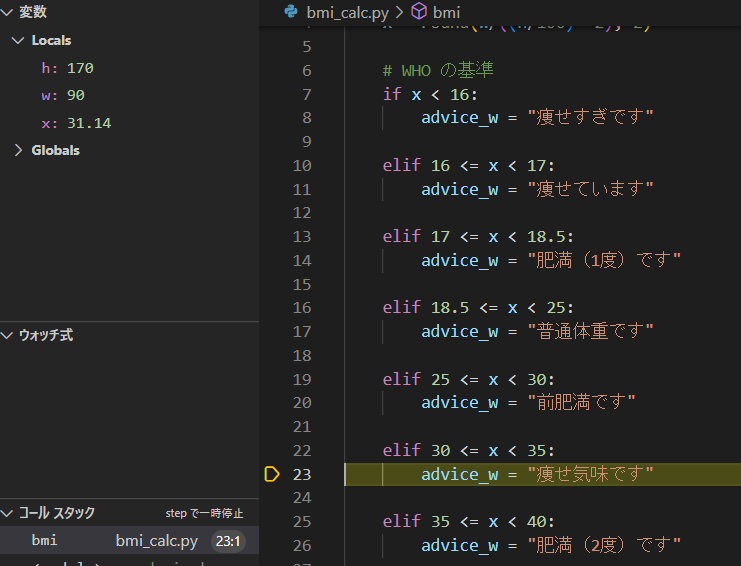 変数
Locals
h: 170
w: 90
x: 31.14
Globals
ウォッチ式
コール スタック step で一時停止
bmi bmi_calc.py 23:1
bmi_calc.py > bmi
5
6 # WHO の基準
7 if x < 16:
8 advice_w = "痩せすぎです"
9
10 elif 16 <= x < 17:
11 advice_w = "痩せています"
12
13 elif 17 <= x < 18.5:
14 advice_w = "肥満（1度）です"
15
16 elif 18.5 <= x < 25:
17 advice_w = "普通体重です"
18
19 elif 25 <= x < 30:
20 advice_w = "前肥満です"
21
22 elif 30 <= x < 35:
23 advice_w = "痩せ気味です"
24
25 elif 35 <= x < 40:
26 advice_w = "肥満（2度）です"
27